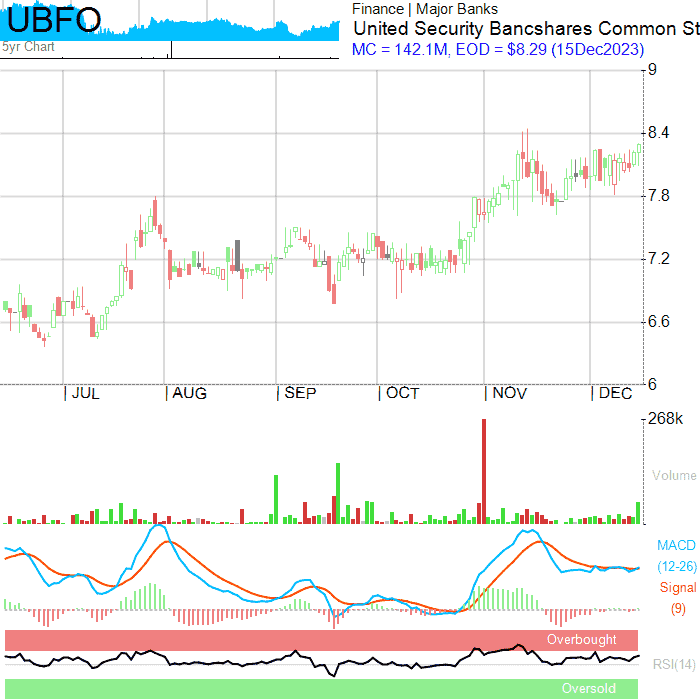 UBFO
5yr Chart
Finance | Major Banks
United Security Bancshares Common St
MC = 142.1M, EOD = $8.29 (15Dec2023)
9
8.4
7.8
7.2
6.6
6
JUL AUG SEP OCT NOV DEC
268k
Volume
MACD
(12-26)
Signal
(9)
Overbought
RSI(14)
Oversold